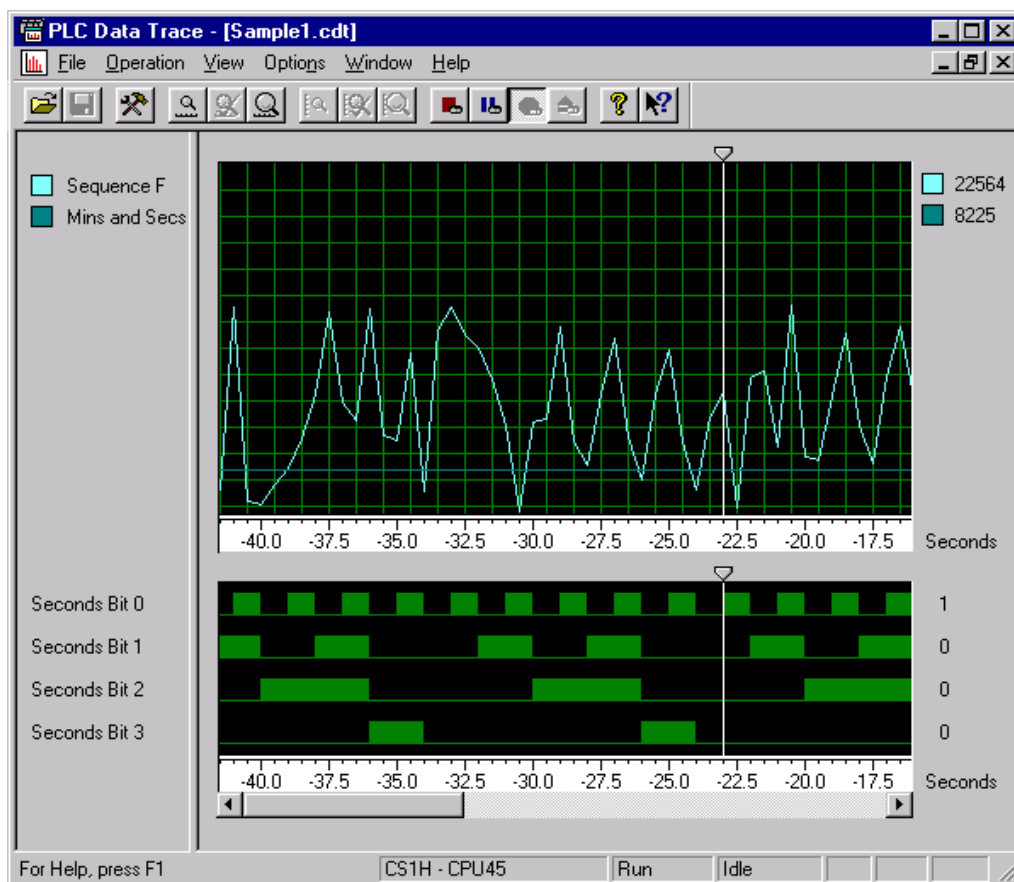 PLC Data Trace - [Sample1.cdt]
File Operation View Options Window Help
Sequence F
Mins and Secs
22564
8225
-40.0 -37.5 -35.0 -32.5 -30.0 -27.5 -25.0 -22.5 -20.0 -17.5 Seconds
Seconds Bit 0 1
Seconds Bit 1 0
Seconds Bit 2 0
Seconds Bit 3 0
-40.0 -37.5 -35.0 -32.5 -30.0 -27.5 -25.0 -22.5 -20.0 -17.5 Seconds
For Help, press F1 CS1H - CPU45 Run Idle